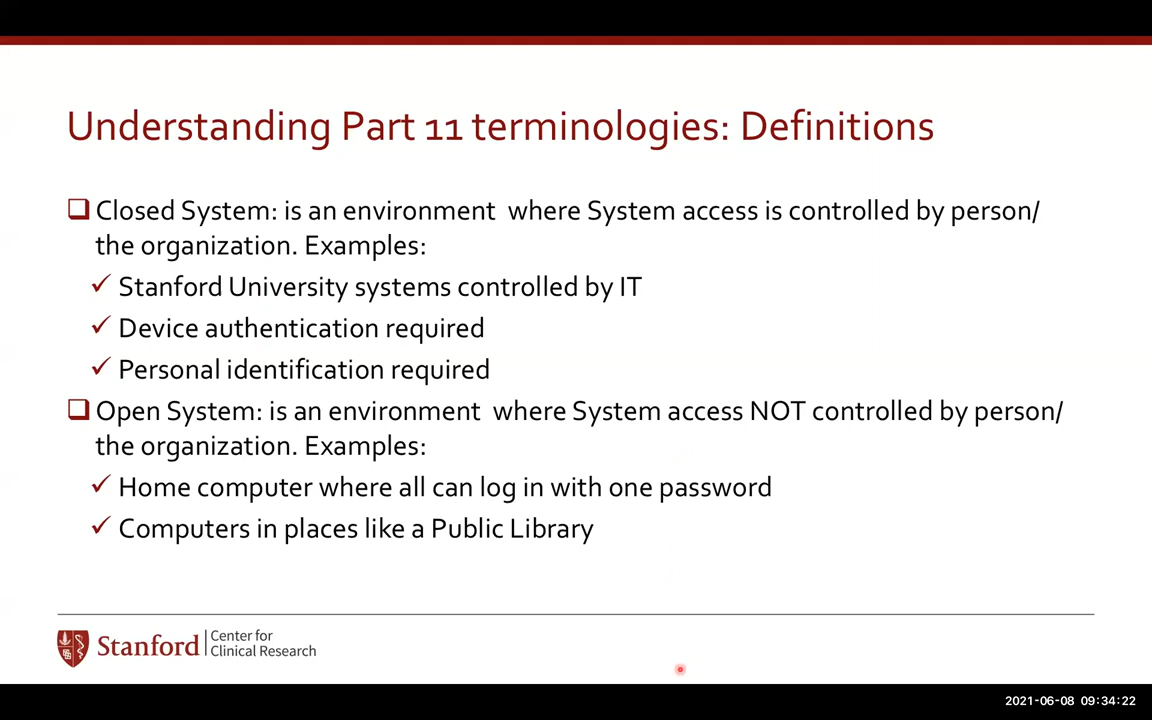 Understanding Part 11 terminologies: Definitions
Closed System: is an environment where System access is controlled by person/
the organization. Examples:
Stanford University systems controlled by IT
Device authentication required
Personal identification required
Open System: is an environment where System access NOT controlled by person/
the organization. Examples:
Home computer where all can log in with one password
Computers in places like a Public Library
Stanford
Center for
Clinical Research
2021-06-08 09:34:22